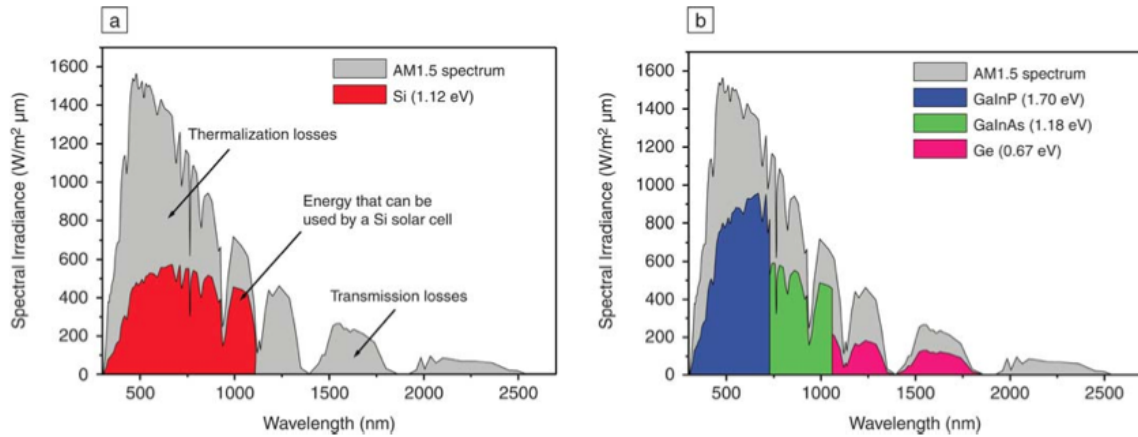 a
1600
1400
1200
1000
800
600
400
200
0
Spectral Irradiance (W/m² µm)
AM1.5 spectrum
Si (1.12 eV)
Thermalization losses
Energy that can be
used by a Si solar cell
Transmission losses
500 1000 1500 2000 2500
Wavelength (nm)
b
1600
1400
1200
1000
800
600
400
200
0
Spectral Irradiance (W/m² µm)
AM1.5 spectrum
GaInP (1.70 eV)
GaInAs (1.18 eV)
Ge (0.67 eV)
500 1000 1500 2000 2500
Wavelength (nm)